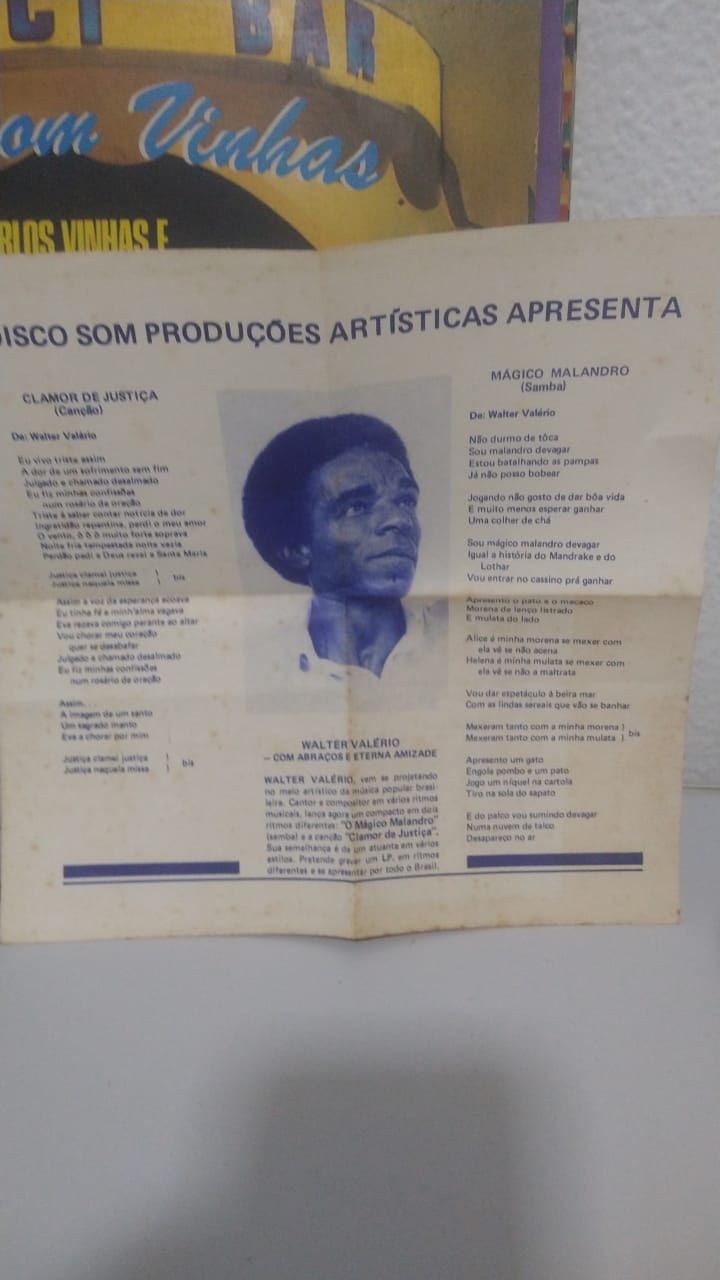 CT BAR
om Vinhas
RLOS VINHAS E
DISCO SOM PRODUÇÕES ARTÍSTICAS APRESENTA
CLAMOR DE JUSTIÇA
(Canção)
De: Walter Valério
Eu vivo triste assim
A dor de um sofrimento sem fim
Julgado e chamado desalmado
Eu fiz minhas confissões
num rosário de oração
Triste é saber contar notícia de dor
Ingratidão repentina, perdi o meu amor
O vento, ô ô ô muito forte soprava
Noite fria tempestade noite vazia
Perdão pedi a Deus rezei a Santa Maria
Justiça clamei justiça
Justiça naquela missa } bis
Assim a voz da esperança ecoava
Eu tinha fé e minh'alma vagava
Eva rezava comigo perante ao altar
Vou chorar meu coração
quer se desabafar
Julgado e chamado desalmado
Eu fiz minhas confissões
num rosário de oração
Assim...
A imagem de um santo
Um sagrado manto
Eva a chorar por mim
Justiça clamei justiça
Justiça naquela missa } bis
WALTER VALÉRIO
— COM ABRAÇOS E ETERNA AMIZADE
WALTER VALÉRIO, vem se projetando
no meio artístico da música popular brasi-
leira. Cantor e compositor em vários ritmos
musicais, lança agora um compacto em dois
ritmos diferentes: "O Mágico Malandro"
(samba) e a canção "Clamor de Justiça".
Sua semelhança é de um atuante em vários
estilos. Pretende gravar um LP. em ritmos
diferentes e se apresentar por todo o Brasil.
MÁGICO MALANDRO
(Samba)
De: Walter Valério
Não durmo de tôca
Sou malandro devagar
Estou batalhando as pampas
Já não posso bobear
Jogando não gosto de dar bôa vida
E muito menos esperar ganhar
Uma colher de chá
Sou mágico malandro devagar
Igual a história do Mandrake e do
Lothar
Vou entrar no cassino prá ganhar
Apresento o pato e o macaco
Morena de lenço listrado
E mulata do lado
Alice é minha morena se mexer com
ela vê se não acena
Helena é minha mulata se mexer com
ela vê se não a maltrata
Vou dar espetáculo à beira mar
Com as lindas sereais que vão se banhar
Mexeram tanto com a minha morena
Mexeram tanto com a minha mulata } bis
Apresento um gato
Engole pombo e um pato
Jogo um níquel na cartola
Tiro na sola do sapato
E do palco vou sumindo devagar
Numa nuvem de talco
Desapareço no ar